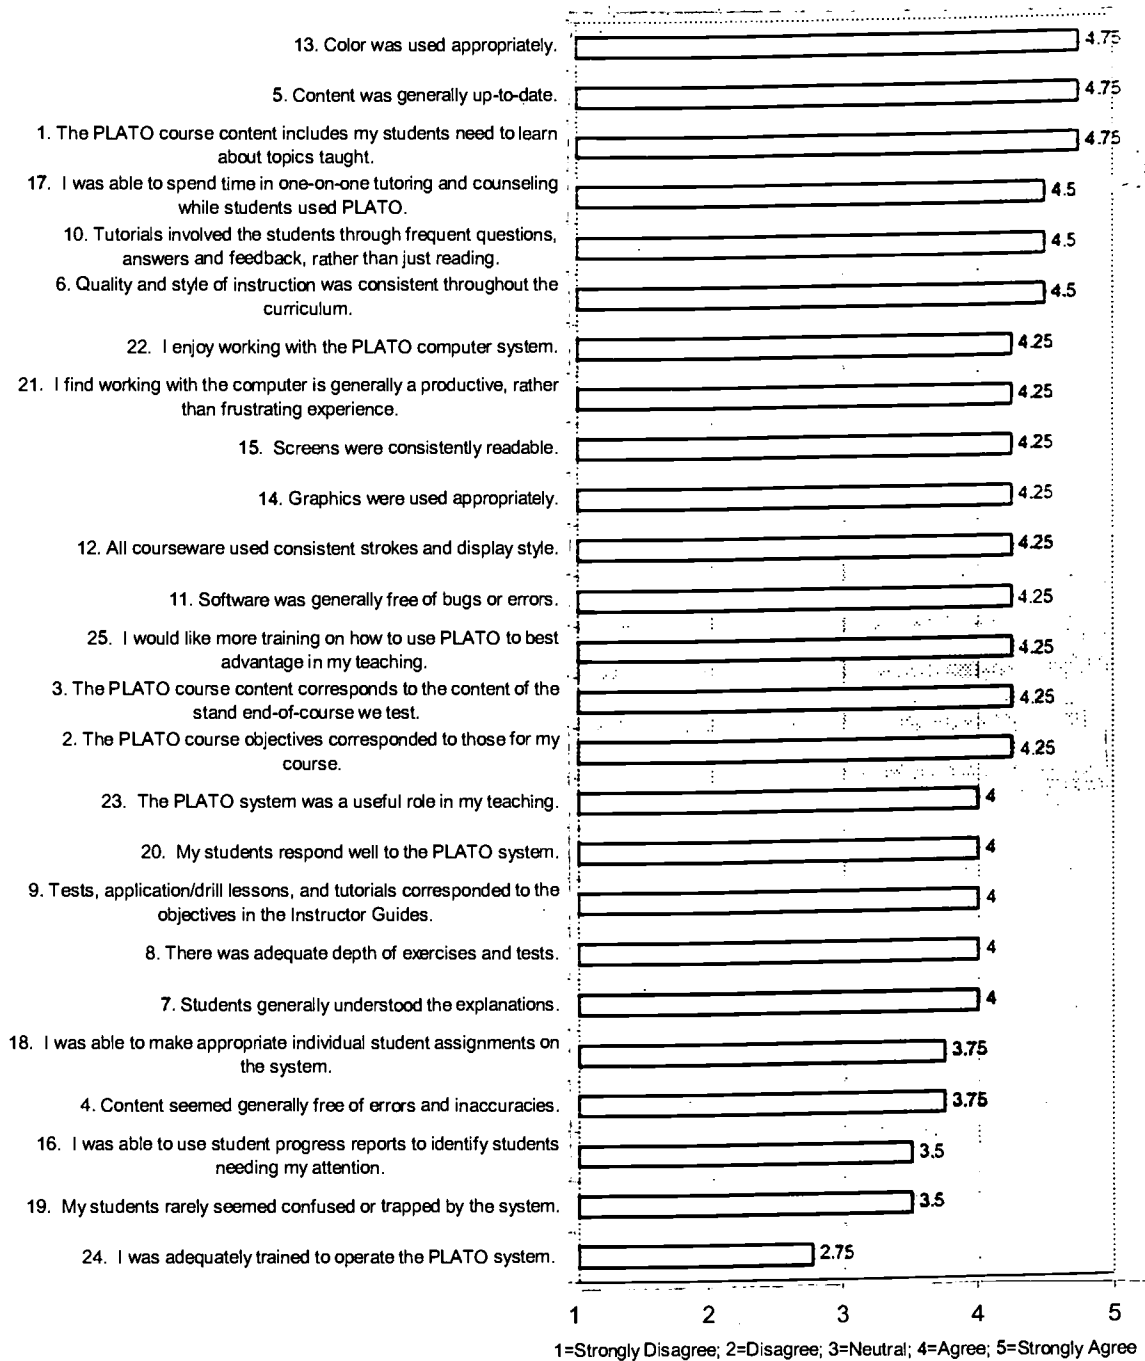 13. Color was used appropriately.
4.75
5. Content was generally up-to-date.
4.75
1. The PLATO course content includes my students need to learn
about topics taught.
4.75
17. I was able to spend time in one-on-one tutoring and counseling
while students used PLATO.
4.5
10. Tutorials involved the students through frequent questions,
answers and feedback, rather than just reading.
4.5
6. Quality and style of instruction was consistent throughout the
curriculum.
4.5
22. I enjoy working with the PLATO computer system.
4.25
21. I find working with the computer is generally a productive, rather
than frustrating experience.
4.25
15. Screens were consistently readable.
4.25
14. Graphics were used appropriately.
4.25
12. All courseware used consistent strokes and display style.
4.25
11. Software was generally free of bugs or errors.
4.25
25. I would like more training on how to use PLATO to best
advantage in my teaching.
4.25
3. The PLATO course content corresponds to the content of the
stand end-of-course we test.
4.25
2. The PLATO course objectives corresponded to those for my
course.
4.25
23. The PLATO system was a useful role in my teaching.
4
20. My students respond well to the PLATO system.
4
9. Tests, application/drill lessons, and tutorials corresponded to the
objectives in the Instructor Guides.
4
8. There was adequate depth of exercises and tests.
4
7. Students generally understood the explanations.
4
18. I was able to make appropriate individual student assignments on
the system.
3.75
4. Content seemed generally free of errors and inaccuracies.
3.75
16. I was able to use student progress reports to identify students
needing my attention.
3.5
19. My students rarely seemed confused or trapped by the system.
3.5
24. I was adequately trained to operate the PLATO system.
2.75
1 2 3 4 5
1=Strongly Disagree; 2=Disagree; 3=Neutral; 4=Agree; 5=Strongly Agree